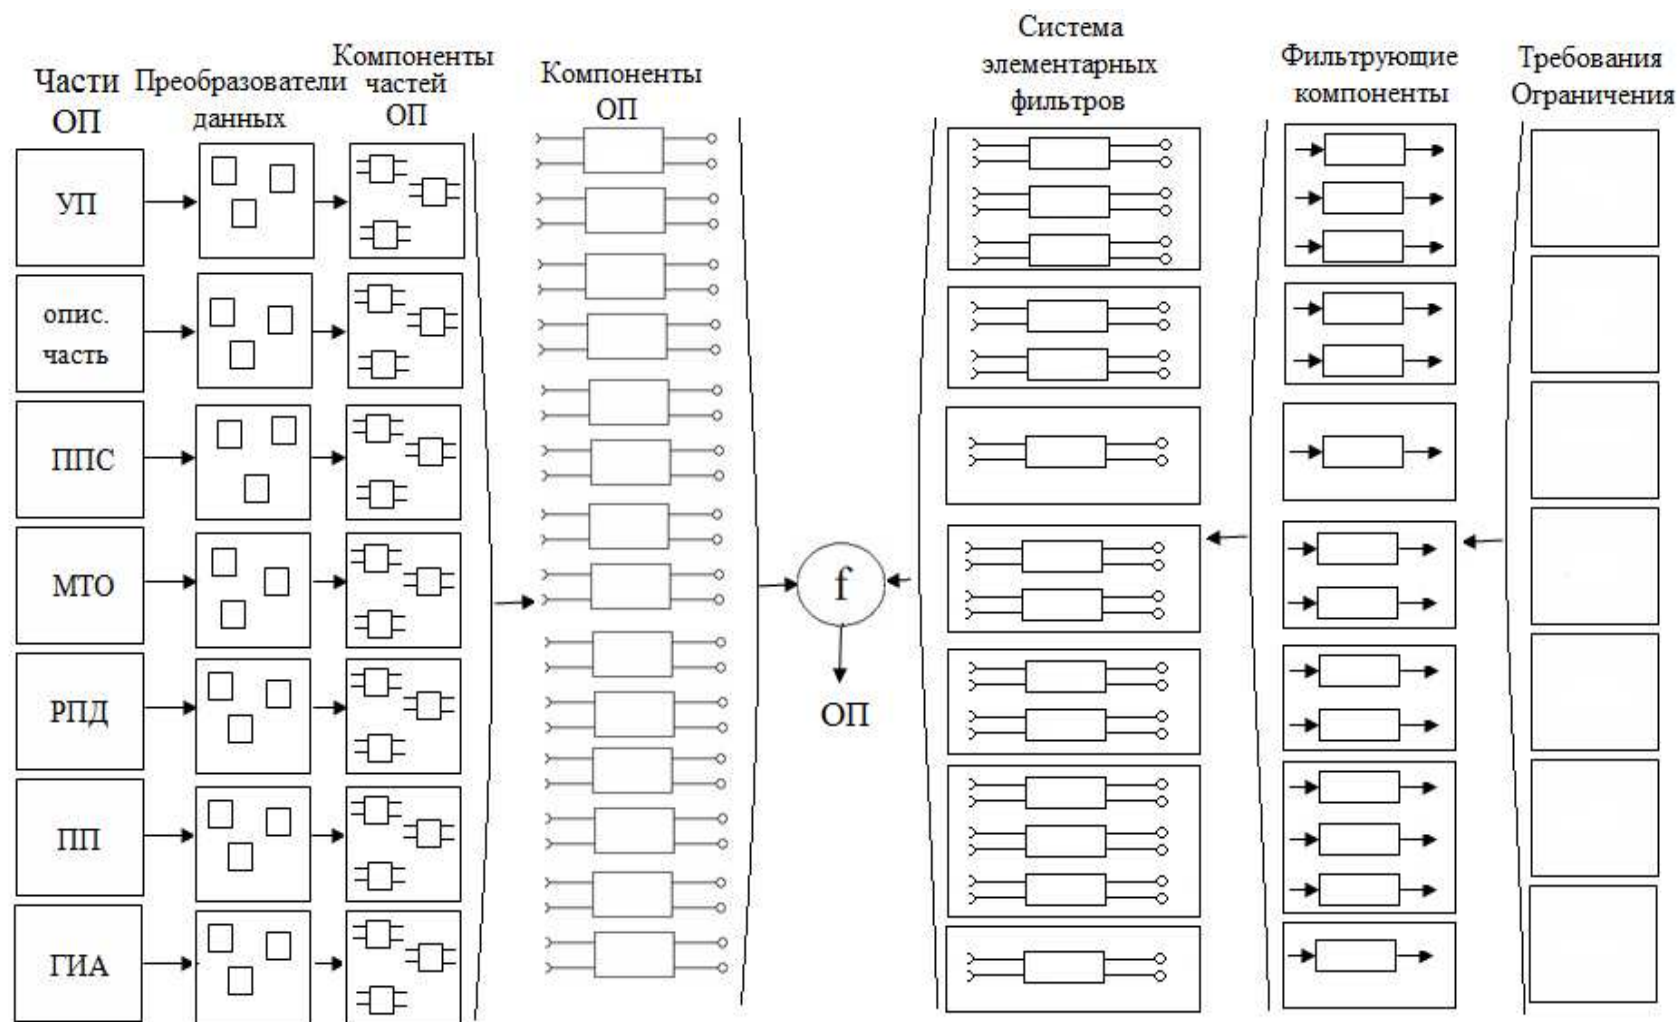 Части
ОП
Преобразователи
данных
Компоненты
частей
ОП
Компоненты
ОП
Система
элементарных
фильтров
Фильтрующие
компоненты
Требования
Ограничения
УП
опис.
часть
ППС
МТО
РПД
ПП
ГИА
f
ОП